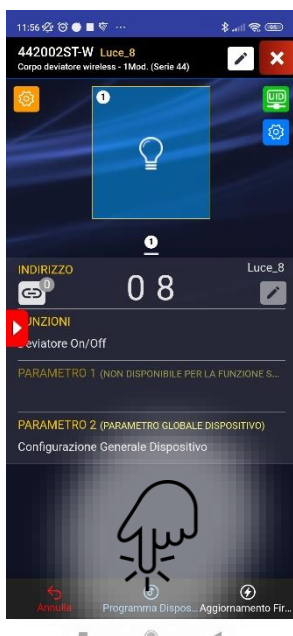 11:56
442002ST-W Luce_8
Corpo deviatore wireless - 1Mod. (Serie 44)
1
UID
1
INDIRIZZO
Luce_8
0
0 8
UNZIONI
Deviatore On/Off
PARAMETRO 1 (NON DISPONIBILE PER LA FUNZIONE S...
PARAMETRO 2 (PARAMETRO GLOBALE DISPOSITIVO)
Configurazione Generale Dispositivo
Annulla
Programma Dispos...
Aggiornamento Fir...